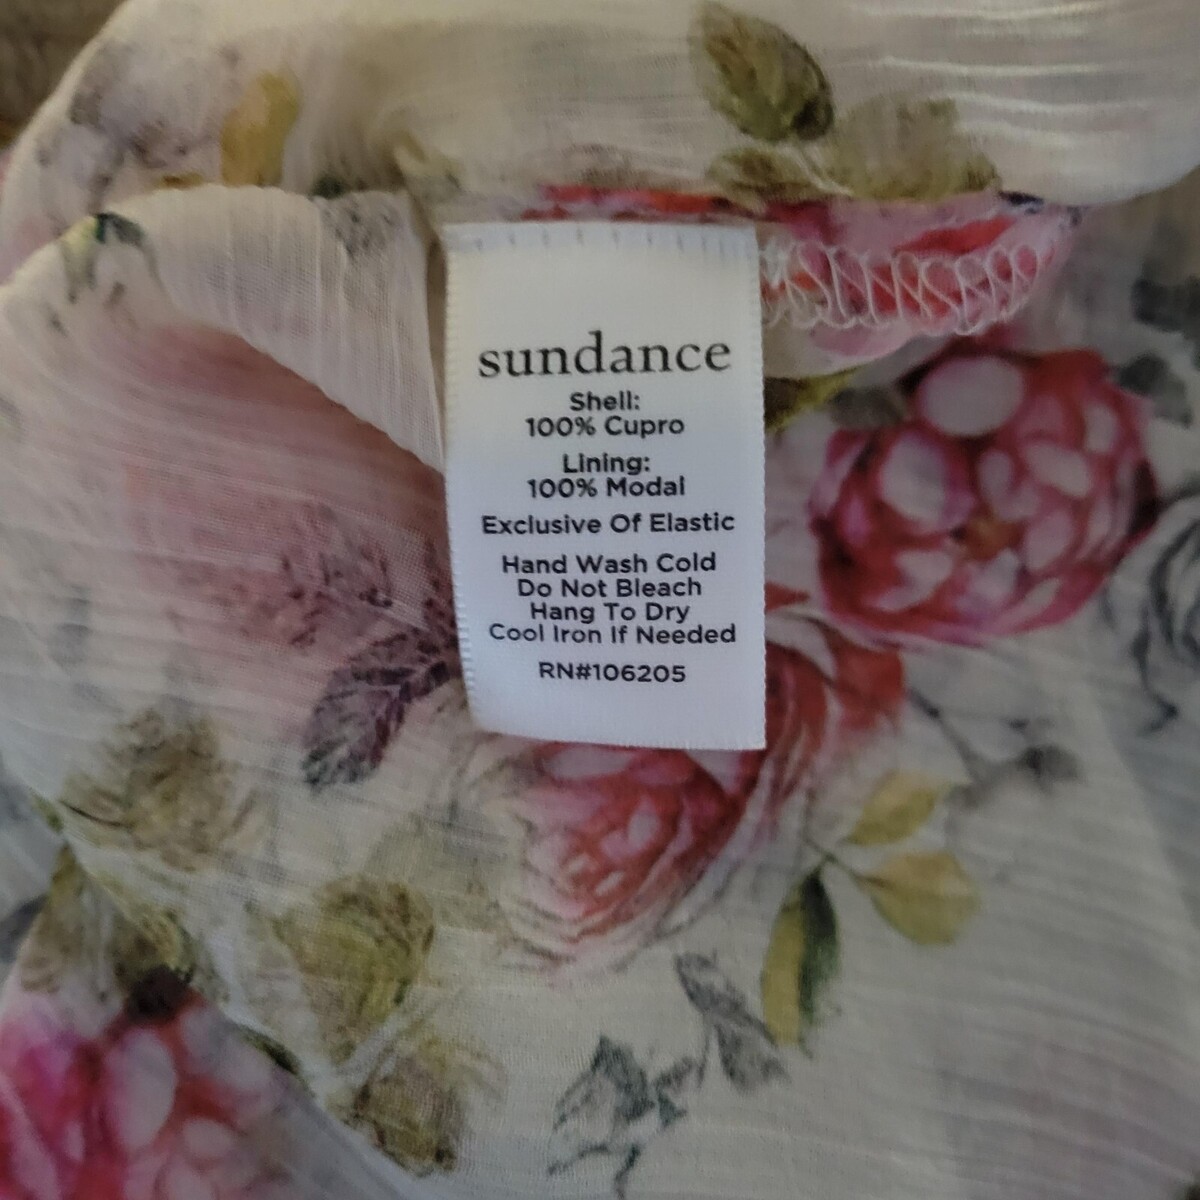 sundance
Shell:
100% Cupro
Lining:
100% Modal
Exclusive Of Elastic
Hand Wash Cold
Do Not Bleach
Hang To Dry
Cool Iron If Needed
RN#106205